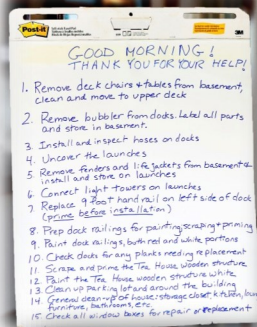 Post-it
3M
GOOD MORNING!
THANK YOU FOR YOUR HELP!
1. Remove deck chairs & tables from basement,
clean and move to upper deck
2. Remove bubbler from docks. Label all parts
and store in basement.
3. Install and inspect hoses on docks
4. Uncover the launches
5. Remove fenders and life jackets from basement &
install and store on launches
6. Connect light towers on launches
7. Replace 9 foot hand rail on left side of dock
(prime before installation)
8. Prep dock railings for painting, scraping & priming
9. Paint dock railings, both red and white portions
10. Check docks for any planks needing replacement
11. Scrape and prime the Tea House wooden structure
12. Paint the Tea House wooden structure white
13. Clean up parking lot and around the building
14. General clean-up of house: storage closet, kitchen, lawn
furniture, bathrooms, etc.
15. Check all window boxes for repair or replacement